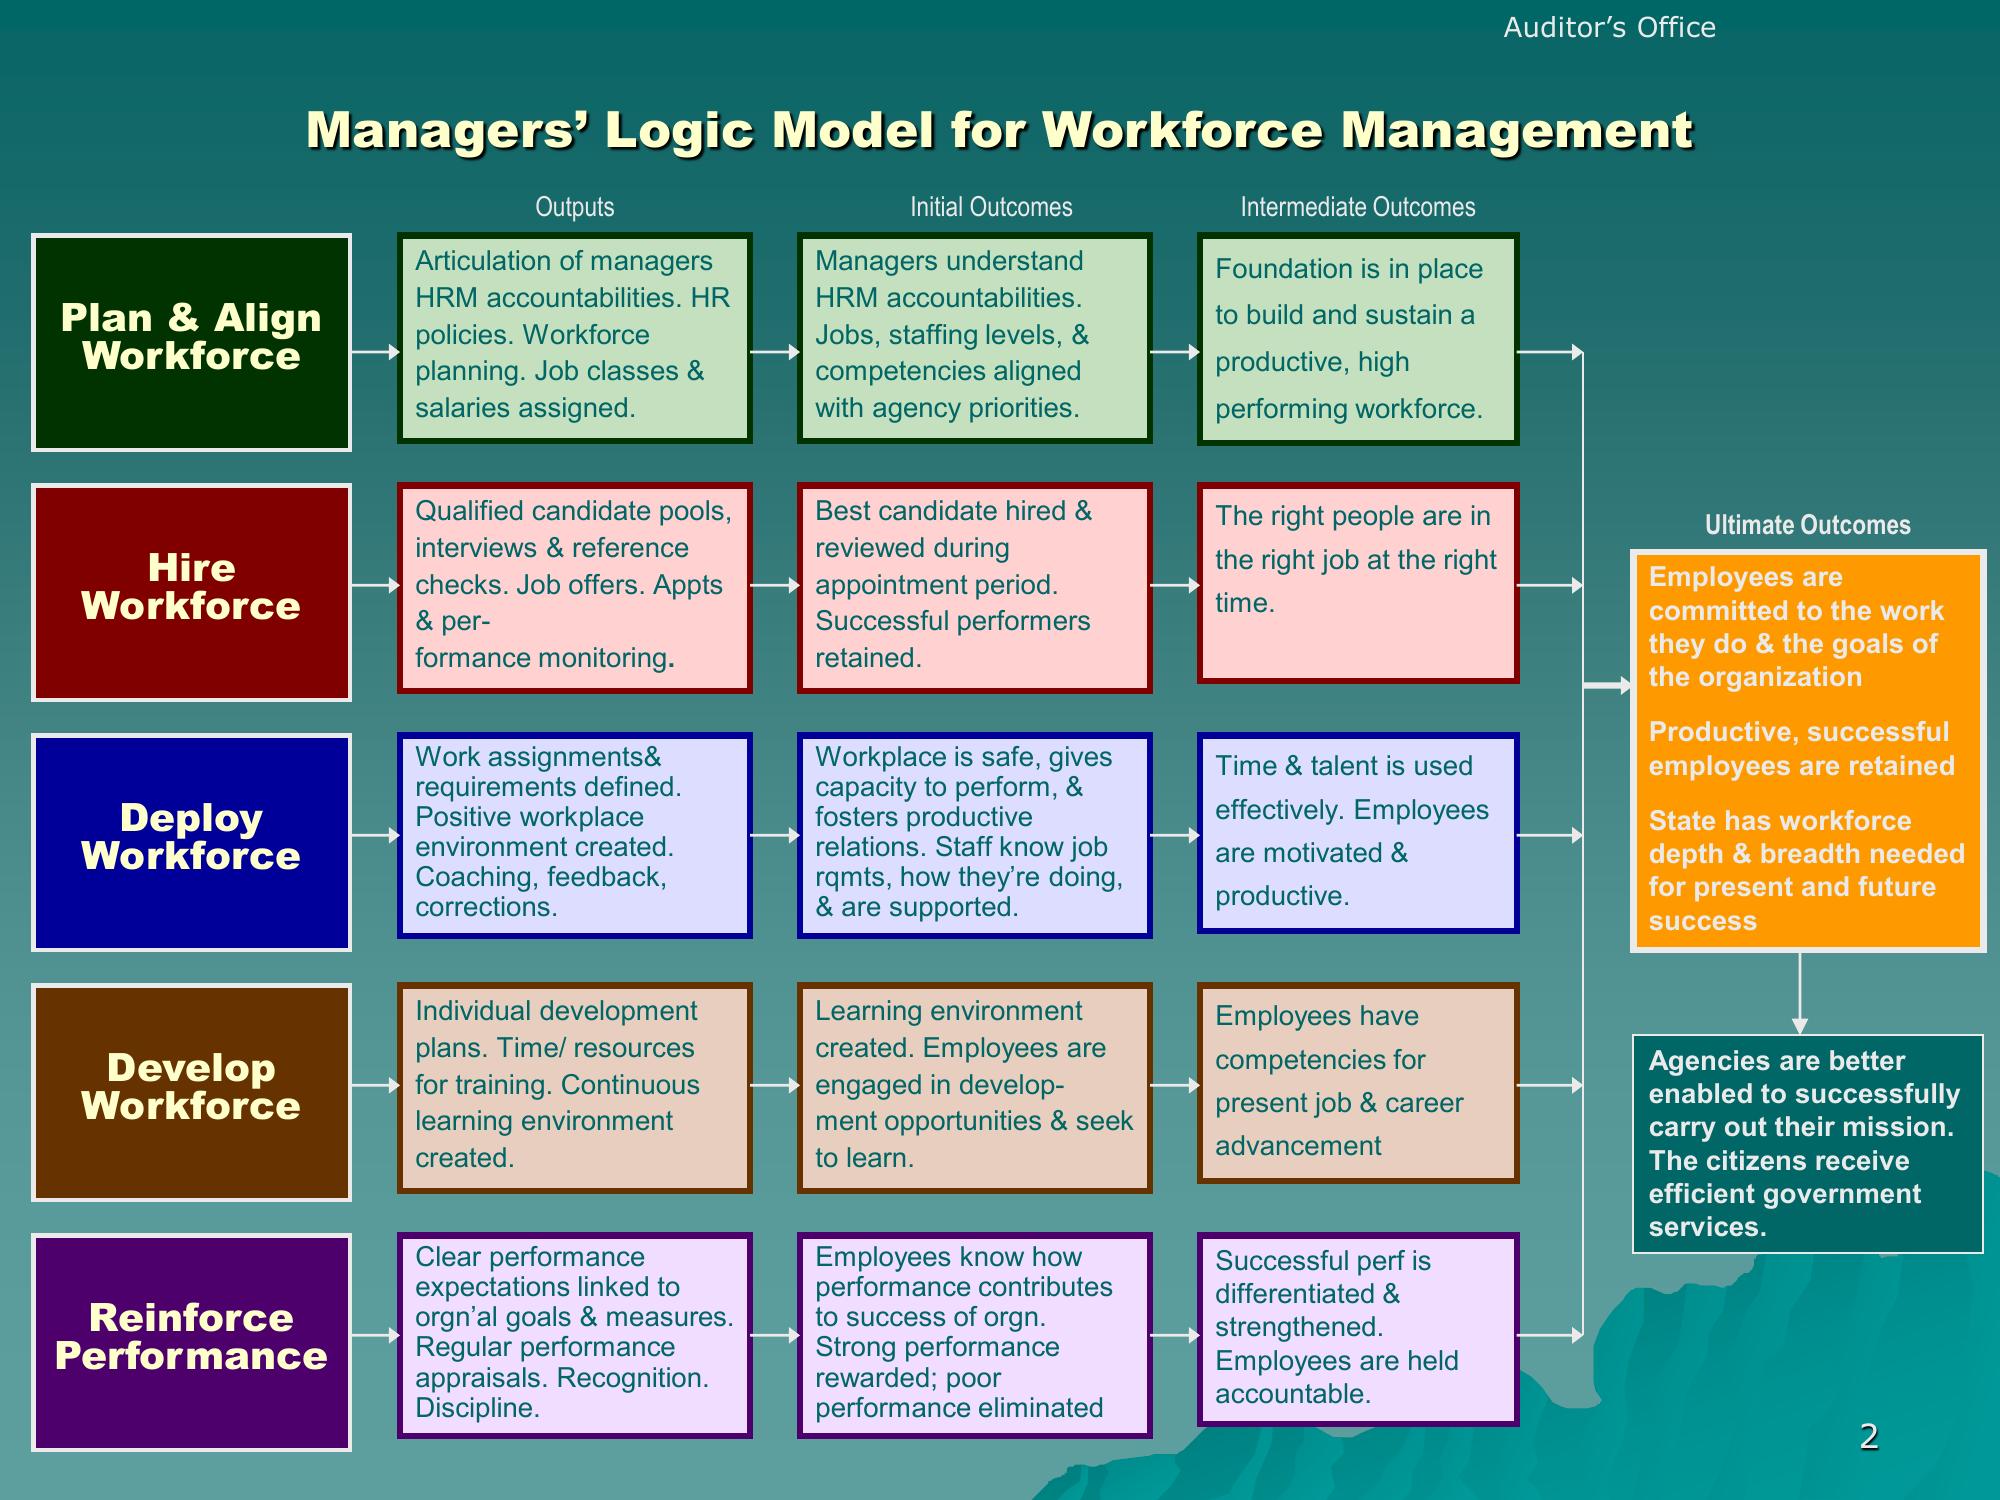 Auditor’s Office
Managers’ Logic Model for Workforce Management
Outputs
Initial Outcomes
Intermediate Outcomes
Plan & Align
Workforce
Articulation of managers
HRM accountabilities. HR
policies. Workforce
planning. Job classes &
salaries assigned.
Managers understand
HRM accountabilities.
Jobs, staffing levels, &
competencies aligned
with agency priorities.
Foundation is in place
to build and sustain a
productive, high
performing workforce.
Hire
Workforce
Qualified candidate pools,
interviews & reference
checks. Job offers. Appts
& per-
formance monitoring.
Best candidate hired &
reviewed during
appointment period.
Successful performers
retained.
The right people are in
the right job at the right
time.
Deploy
Workforce
Work assignments&
requirements defined.
Positive workplace
environment created.
Coaching, feedback,
corrections.
Workplace is safe, gives
capacity to perform, &
fosters productive
relations. Staff know job
rqmts, how they’re doing,
& are supported.
Time & talent is used
effectively. Employees
are motivated &
productive.
Develop
Workforce
Individual development
plans. Time/ resources
for training. Continuous
learning environment
created.
Learning environment
created. Employees are
engaged in develop-
ment opportunities & seek
to learn.
Employees have
competencies for
present job & career
advancement
Reinforce
Performance
Clear performance
expectations linked to
orgn’al goals & measures.
Regular performance
appraisals. Recognition.
Discipline.
Employees know how
performance contributes
to success of orgn.
Strong performance
rewarded; poor
performance eliminated
Successful perf is
differentiated &
strengthened.
Employees are held
accountable.
Ultimate Outcomes
Employees are
committed to the work
they do & the goals of
the organization
Productive, successful
employees are retained
State has workforce
depth & breadth needed
for present and future
success
Agencies are better
enabled to successfully
carry out their mission.
The citizens receive
efficient government
services.
2